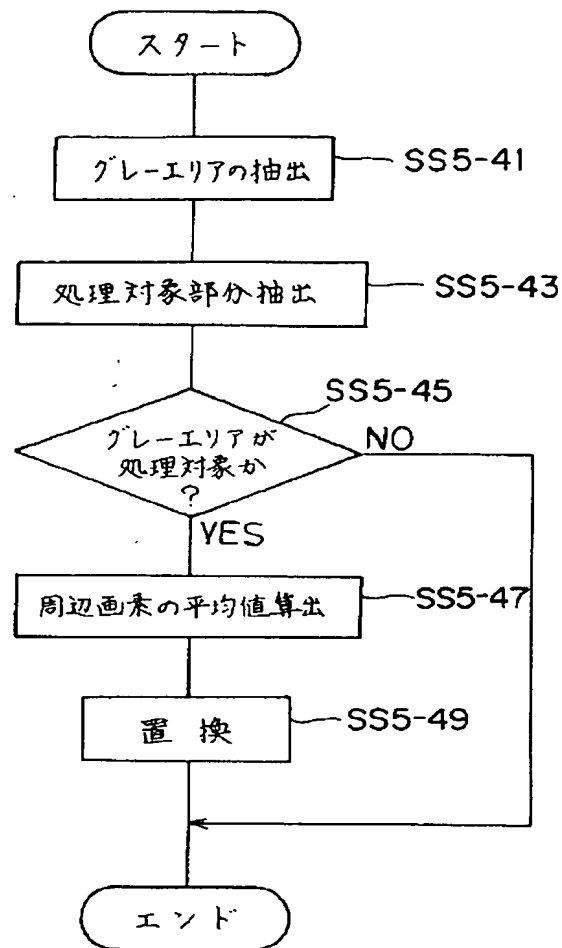 スタート
グレーエリアの抽出
SS5-41
処理対象部分抽出
SS5-43
SS5-45
グレーエリアが
処理対象か
?
NO
YES
周辺画素の平均値算出
SS5-47
置換
SS5-49
エンド